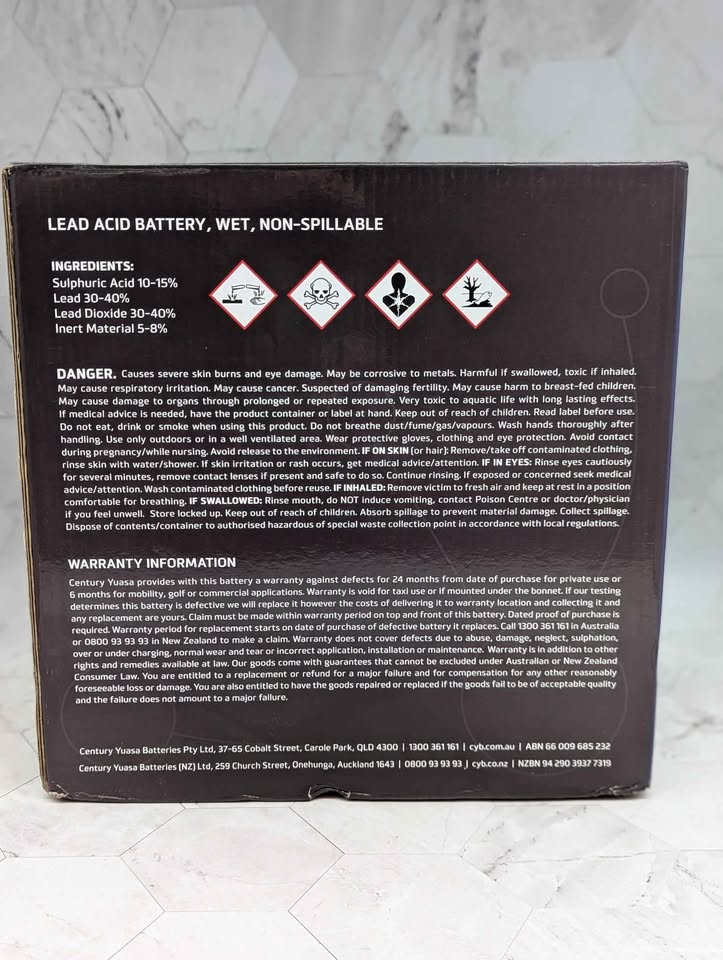 LEAD ACID BATTERY, WET, NON-SPILLABLE
INGREDIENTS:
Sulphuric Acid 10-15%
Lead 30-40%
Lead Dioxide 30-40%
Inert Material 5-8%
DANGER. Causes severe skin burns and eye damage. May be corrosive to metals. Harmful if swallowed, toxic if inhaled.
May cause respiratory irritation. May cause cancer. Suspected of damaging fertility. May cause harm to breast-fed children.
May cause damage to organs through prolonged or repeated exposure. Very toxic to aquatic life with long lasting effects.
If medical advice is needed, have the product container or label at hand. Keep out of reach of children. Read label before use.
Do not eat, drink or smoke when using this product. Do not breathe dust/fume/gas/vapours. Wash hands thoroughly after
handling. Use only outdoors or in a well ventilated area. Wear protective gloves, clothing and eye protection. Avoid contact
during pregnancy/while nursing. Avoid release to the environment. IF ON SKIN (or hair): Remove/take off contaminated clothing,
rinse skin with water/shower. If skin irritation or rash occurs, get medical advice/attention. IF IN EYES: Rinse eyes cautiously
for several minutes, remove contact lenses if present and safe to do so. Continue rinsing. If exposed or concerned seek medical
advice/attention. Wash contaminated clothing before reuse. IF INHALED: Remove victim to fresh air and keep at rest in a position
comfortable for breathing. IF SWALLOWED: Rinse mouth, do NOT induce vomiting, contact Poison Centre or doctor/physician
if you feel unwell. Store locked up. Keep out of reach of children. Absorb spillage to prevent material damage. Collect spillage.
Dispose of contents/container to authorised hazardous of special waste collection point in accordance with local regulations.
WARRANTY INFORMATION
Century Yuasa provides with this battery a warranty against defects for 24 months from date of purchase for private use or
6 months for mobility, golf or commercial applications. Warranty is void for taxi use or if mounted under the bonnet. If our testing
determines this battery is defective we will replace it however the costs of delivering it to warranty location and collecting it and
any replacement are yours. Claim must be made within warranty period on top and front of this battery. Dated proof of purchase is
required. Warranty period for replacement starts on date of purchase of defective battery it replaces. Call 1300 361 161 in Australia
or 0800 93 93 93 in New Zealand to make a claim. Warranty does not cover defects due to abuse, damage, neglect, sulphation,
over or under charging, normal wear and tear or incorrect application, installation or maintenance. Warranty is in addition to other
rights and remedies available at law. Our goods come with guarantees that cannot be excluded under Australian or New Zealand
Consumer Law. You are entitled to a replacement or refund for a major failure and for compensation for any other reasonably
foreseeable loss or damage. You are also entitled to have the goods repaired or replaced if the goods fail to be of acceptable quality
and the failure does not amount to a major failure.
Century Yuasa Batteries Pty Ltd, 37-65 Cobalt Street, Carole Park, QLD 4300 | 1300 361 161 | cyb.com.au | ABN 66 009 685 232
Century Yuasa Batteries (NZ) Ltd, 259 Church Street, Onehunga, Auckland 1643 | 0800 93 93 93 | cyb.co.nz | NZBN 94 290 3937 7319